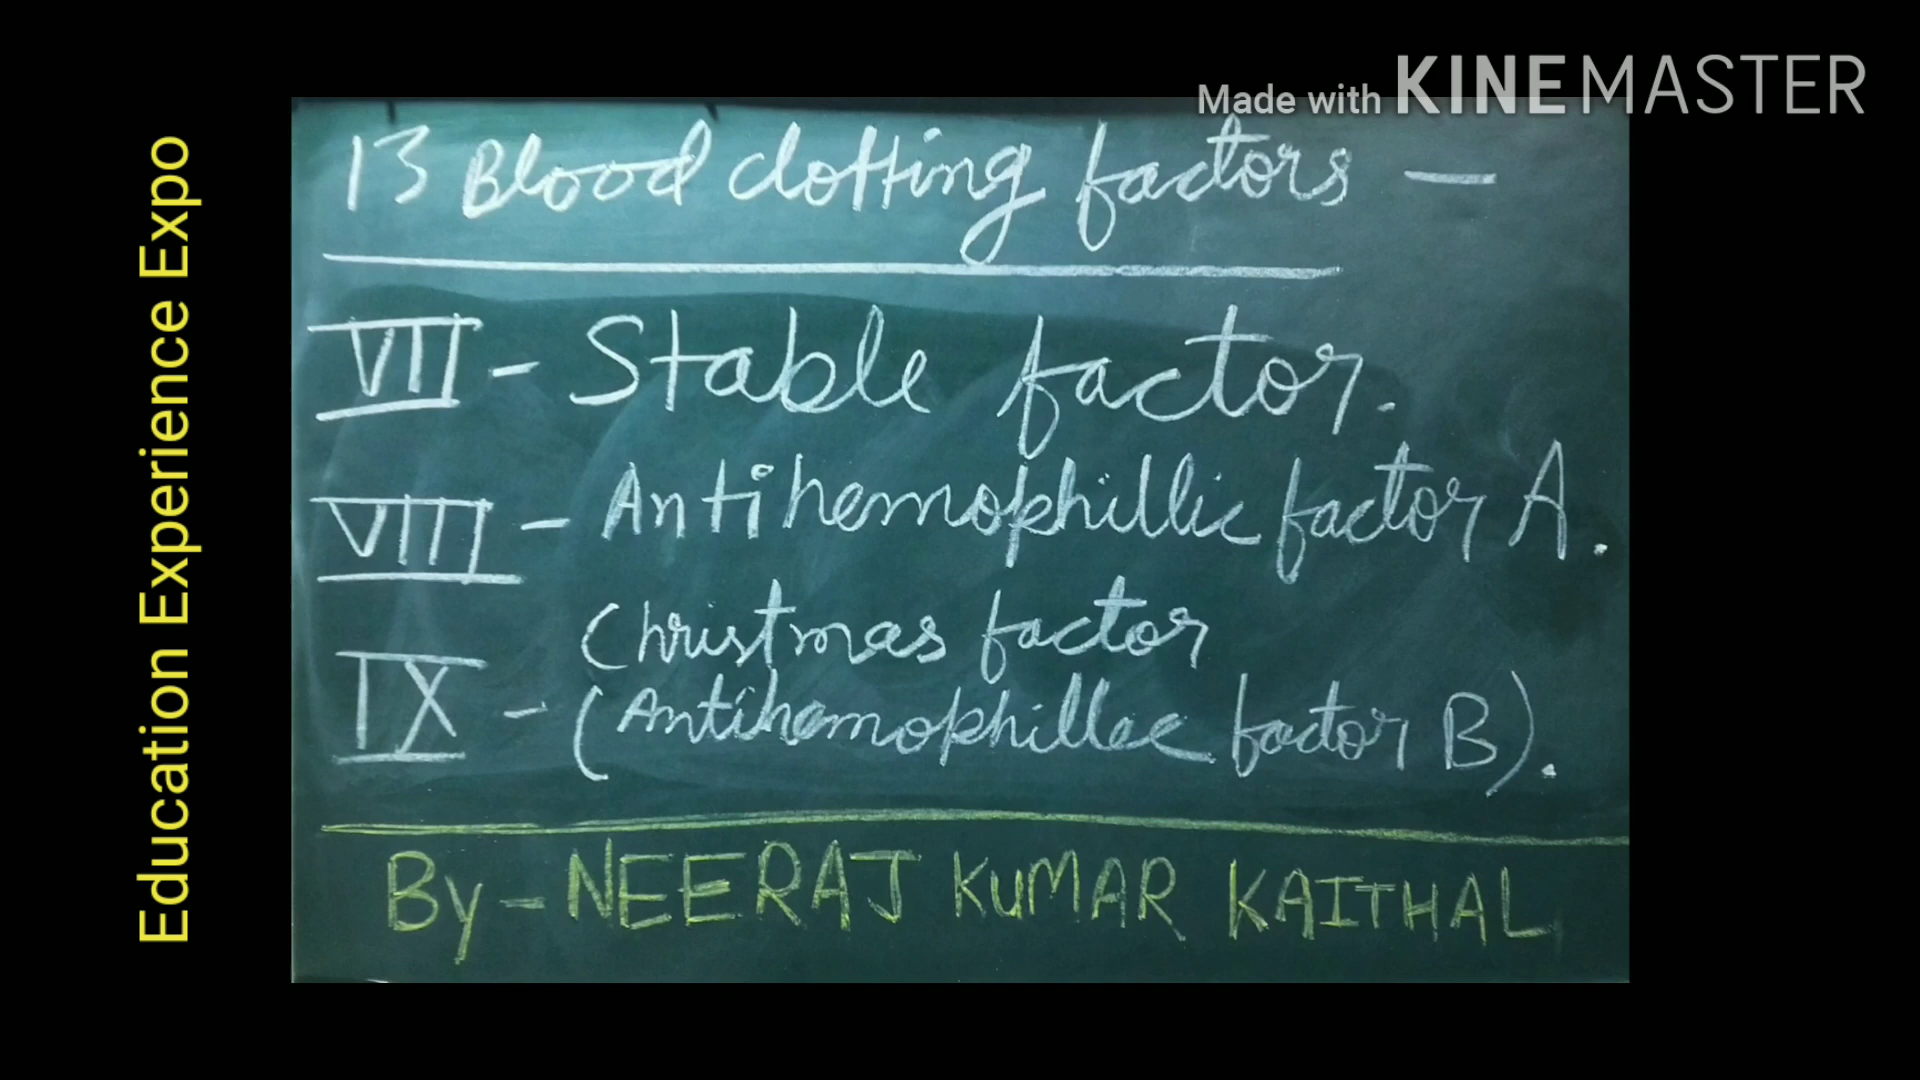 Made with KINEMASTER
Education Experience Expo
13 Blood clotting factors —
VII - Stable factor.
VIII - Antihemophillic factor A.
Christmas factor
IX - (Antihemophillec factor B).
By - NEERAJ KUMAR KAITHAL